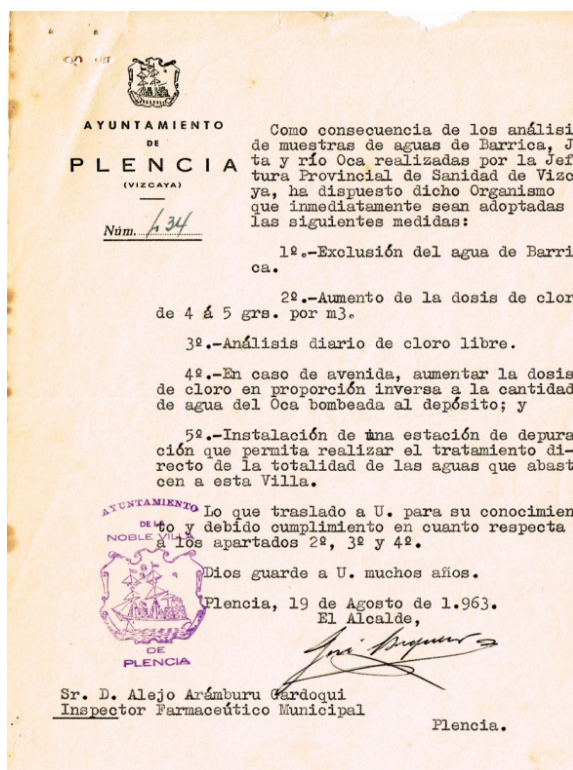 AYUNTAMIENTO
DE
PLENCIA
(VIZCAYA)
Núm. 434
Como consecuencia de los análisi
de muestras de aguas de Barrica, J
ta y río Oca realizadas por la Jef
tura Provincial de Sanidad de Vizc
ya, ha dispuesto dicho Organismo
que inmediatamente sean adoptadas
las siguientes medidas:
1º.-Exclusión del agua de Barri
ca.
2º.-Aumento de la dosis de clor
de 4 á 5 grs. por m3.
3º.-Análisis diario de cloro libre.
4º.-En caso de avenida, aumentar la dosis
de cloro en proporción inversa a la cantidad
de agua del Oca bombeada al depósito; y
5º.-Instalación de una estación de depura
ción que permita realizar el tratamiento di-
recto de la totalidad de las aguas que abast
cen a esta Villa.
Lo que traslado a U. para su conocimien
to y debido cumplimiento en cuanto respecta
a los apartados 2º, 3º y 4º.
Dios guarde a U. muchos años.
Plencia, 19 de Agosto de 1.963.
El Alcalde,
AYUNTAMIENTO
DE LA
NOBLE VILLA
DE
PLENCIA
José
Sr. D. Alejo Arámburu Gardoqui
Inspector Farmaceútico Municipal
Plencia.